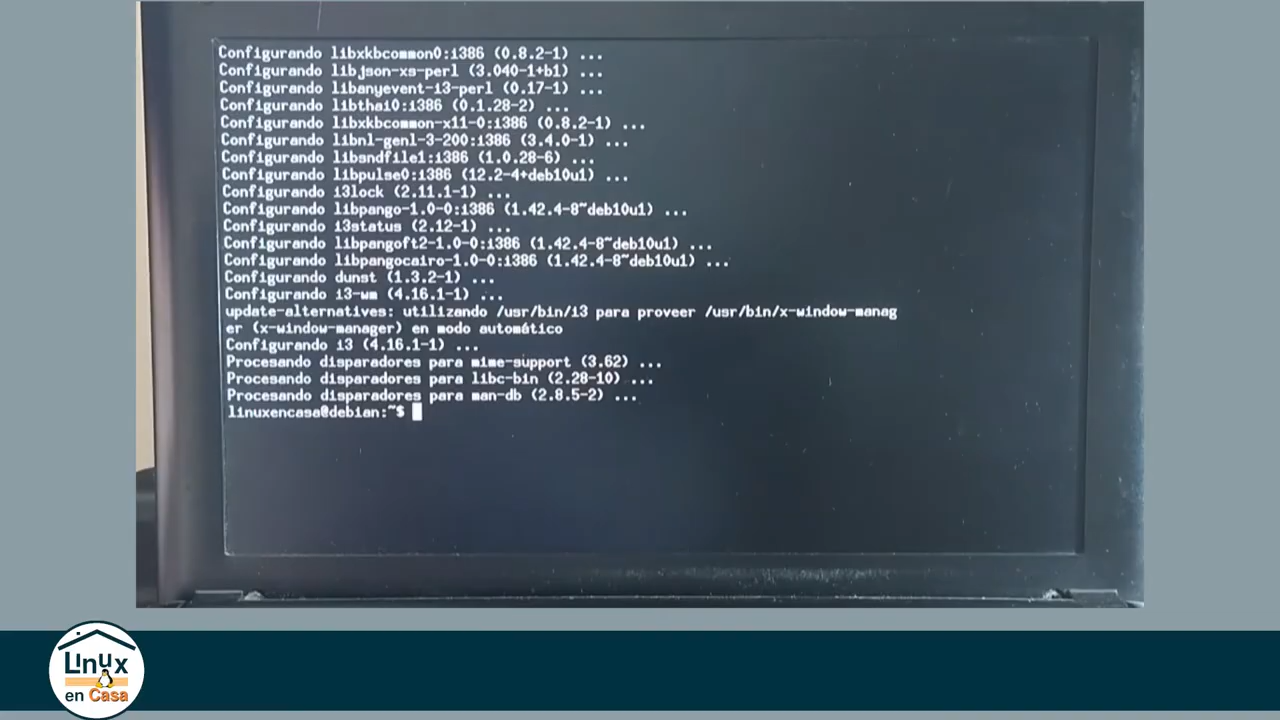 Configurando libxkbcommon0:i386 (0.8.2-1) ...
Configurando libjson-xs-perl (3.040-1+b1) ...
Configurando libanyevent-i3-perl (0.17-1) ...
Configurando libthai0:i386 (0.1.28-2) ...
Configurando libxkbcommon-x11-0:i386 (0.8.2-1) ...
Configurando libnl-genl-3-200:i386 (3.4.0-1) ...
Configurando libsndfile1:i386 (1.0.28-6) ...
Configurando libpulse0:i386 (12.2-4+deb10u1) ...
Configurando i3lock (2.11.1-1) ...
Configurando libpango-1.0-0:i386 (1.42.4-8~deb10u1) ...
Configurando i3status (2.12-1) ...
Configurando libpangoft2-1.0-0:i386 (1.42.4-8~deb10u1) ...
Configurando libpangocairo-1.0-0:i386 (1.42.4-8~deb10u1) ...
Configurando dunst (1.3.2-1) ...
Configurando i3-wm (4.16.1-1) ...
update-alternatives: utilizando /usr/bin/i3 para proveer /usr/bin/x-window-manag
er (x-window-manager) en modo automático
Configurando i3 (4.16.1-1) ...
Procesando disparadores para mime-support (3.62) ...
Procesando disparadores para libc-bin (2.28-10) ...
Procesando disparadores para man-db (2.8.5-2) ...
linuxencasa@debian:~$
Linux
en Casa